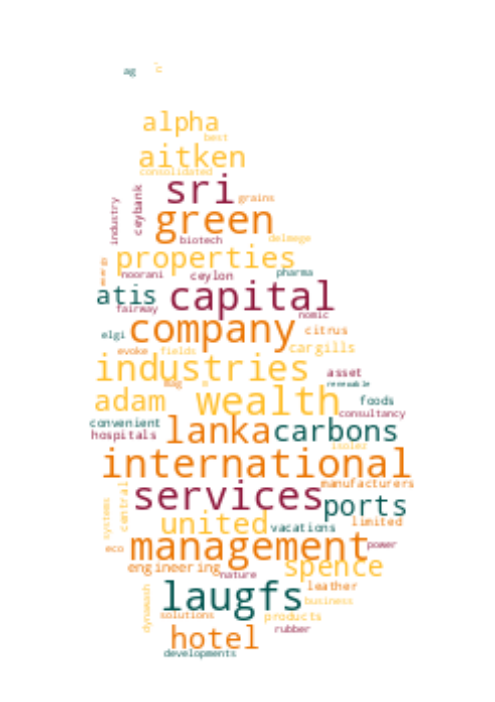 ag
c
alpha
best
aitken
consolidated
sri
grains
ceybank
industry
green
biotech
delmege
properties
noorani
ceylon
pharma
atis
capital
fairway
nomic
company
elgi
citrus
evoke
fields
cargills
industries
asset
mag
renewable
adam
wealth
foods
consultancy
convenient
hospitals
lanka
carbons
isolez
international
manufacturers
central
services
ports
systems
united
vacations
limited
eco
management
power
engineering
nature
spence
laugfs
leather
dynawash
business
solutions
products
hotel
rubber
developments